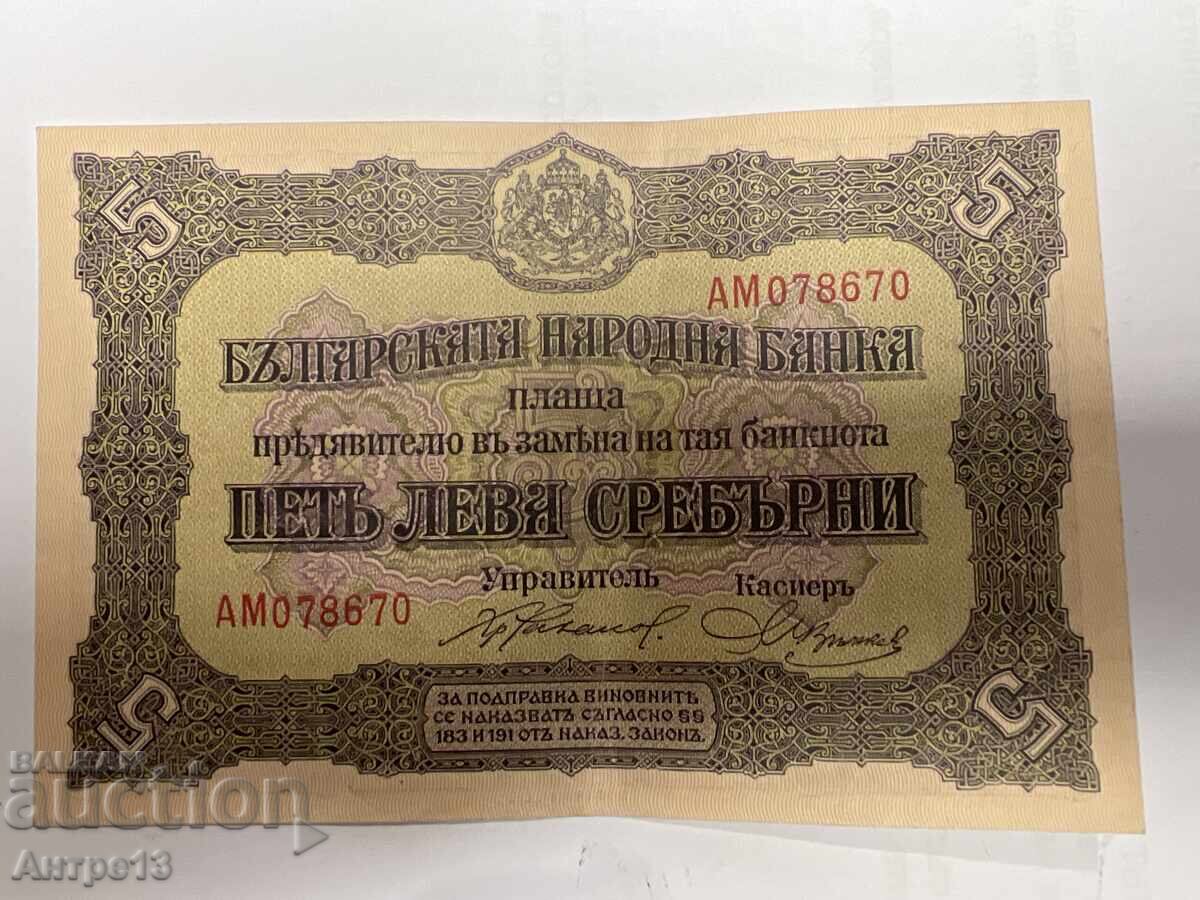 5 5
АМ078670
БЪЛГАРСКАТА НАРОДНА БАНКА
плаща
прѣдявителю въ замѣна на тая банкнота
ПЕТЬ ЛЕВА СРЕБЪРНИ
Управитель Касиеръ
АМ078670
ЗА ПОДПРАВКА ВИНОВНИТѢ
СЕ НАКАЗВАТЪ СЪГЛАСНО §§
183 И 191 ОТЪ НАКАЗ. ЗАКОНЪ.
5 5
БАЛКАН
auction
Антре13